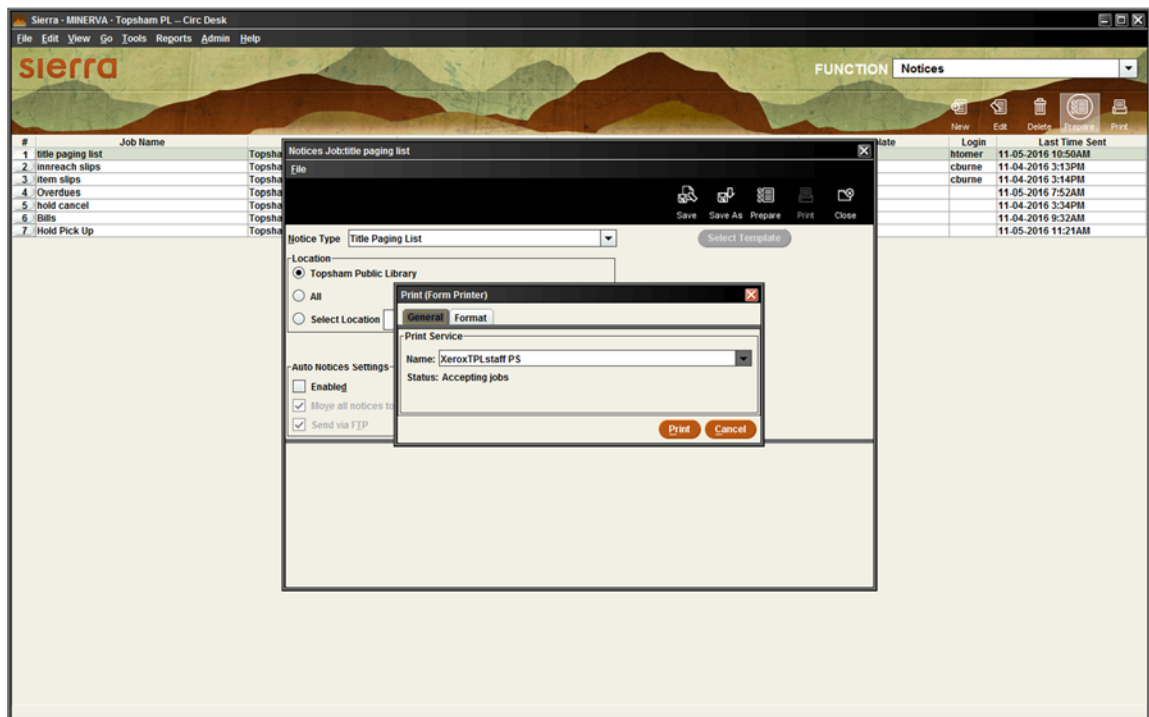 Sierra - MINERVA - Topsham PL -- Circ Desk
File Edit View Go Tools Reports Admin Help
sierra
FUNCTION Notices
New Edit Delete Prepare Print
# Job Name late Login Last Time Sent
1 title paging list Topsha htomer 11-05-2016 10:50AM
2 innreach slips Topsha cburne 11-04-2016 3:13PM
3 item slips Topsha cburne 11-04-2016 3:14PM
4 Overdues Topsha 11-05-2016 7:52AM
5 hold cancel Topsha 11-04-2016 3:34PM
6 Bills Topsha 11-04-2016 9:32AM
7 Hold Pick Up Topsha 11-05-2016 11:21AM
Notices Job:title paging list
File
Save Save As Prepare Print Close
Notice Type Title Paging List Select Template
Location
Topsham Public Library
All
Select Location
Auto Notices Settings
Enabled
Move all notices to
Send via FTP
Print (Form Printer)
General Format
Print Service
Name: XeroxTPLstaff PS
Status: Accepting jobs
Print Cancel